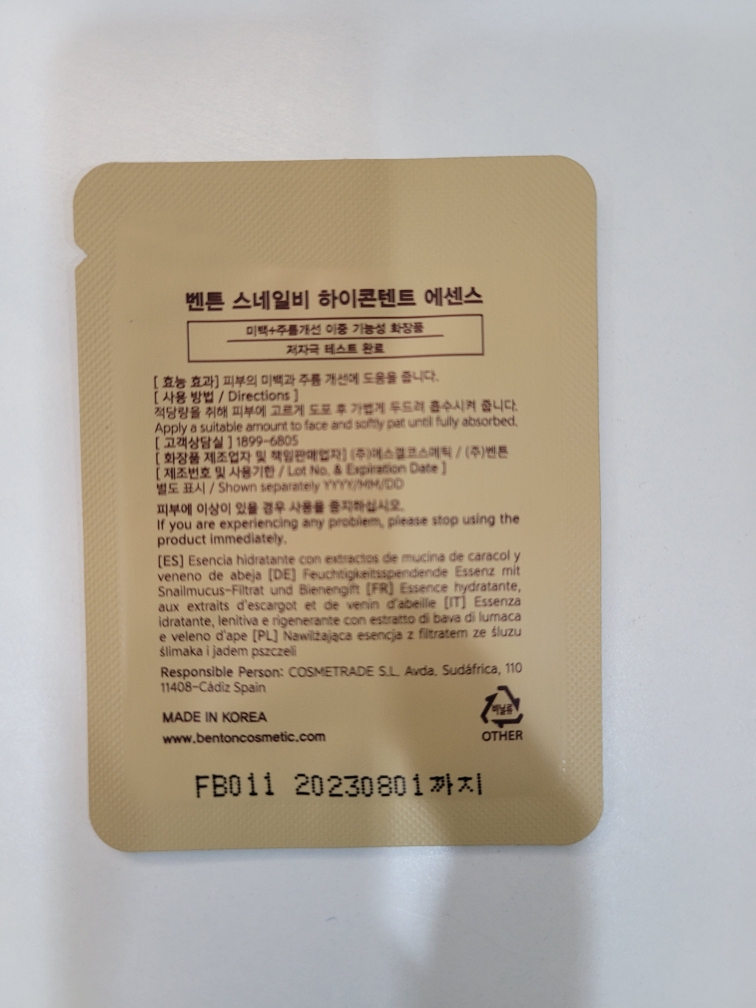 벤튼 스네일비 하이콘텐트 에센스
미백+주름개선 이중 기능성 화장품
저자극 테스트 완료
[ 효능 효과] 피부의 미백과 주름 개선에 도움을 줍니다.
[ 사용 방법 / Directions ]
적당량을 취해 피부에 고르게 도포 후 가볍게 두드려 흡수시켜 줍니다.
Apply a suitable amount to face and softly pat until fully absorbed.
[ 고객상담실 ] 1899-6805
[ 화장품 제조업자 및 책임판매업자] (주)에스겔코스메틱 / (주)벤튼
[ 제조번호 및 사용기한 / Lot No. & Expiration Date ]
별도 표시 / Shown separately YYYY/MM/DD
피부에 이상이 있을 경우 사용을 중지하십시오.
If you are experiencing any problem, please stop using the
product immediately.
[ES] Esencia hidratante con extractos de mucina de caracol y
veneno de abeja [DE] Feuchtigkeitsspendende Essenz mit
Snailmucus-Filtrat und Bienengift [FR] Essence hydratante,
aux extraits d'escargot et de venin d'abeille [IT] Essenza
idratante, lenitiva e rigenerante con estratto di bava di lumaca
e veleno d'ape [PL] Nawilżająca esencja z filtratem ze śluzu
ślimaka i jadem pszczeli
Responsible Person: COSMETRADE S.L. Avda. Sudáfrica, 110
11408-Cádiz Spain
MADE IN KOREA
www.bentoncosmetic.com
비닐류
OTHER
FB011 20230801까지